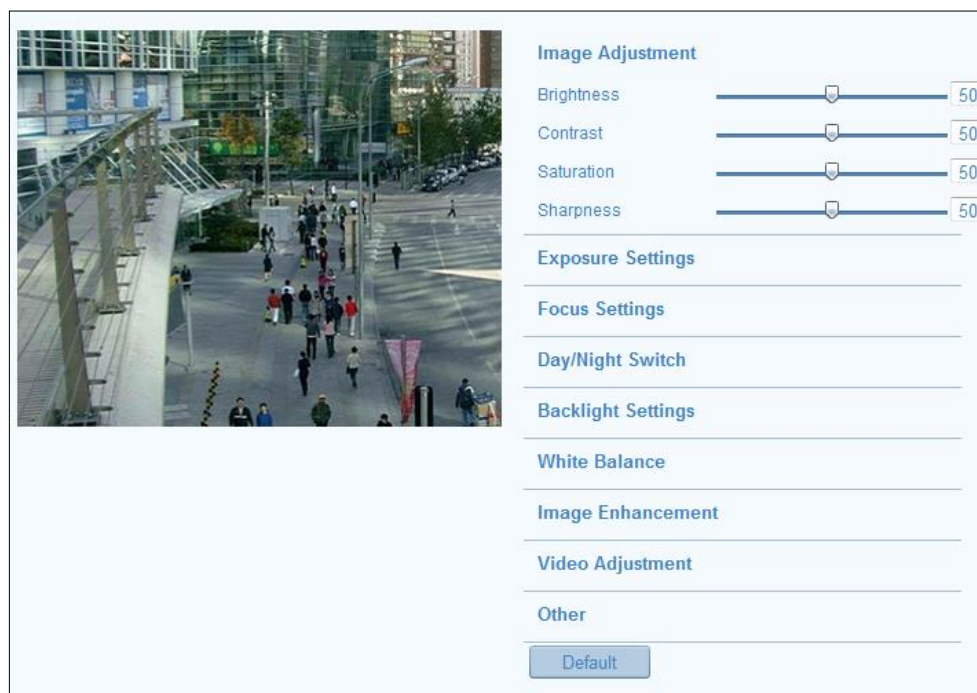 Image Adjustment
Brightness 50
Contrast 50
Saturation 50
Sharpness 50
Exposure Settings
Focus Settings
Day/Night Switch
Backlight Settings
White Balance
Image Enhancement
Video Adjustment
Other
Default